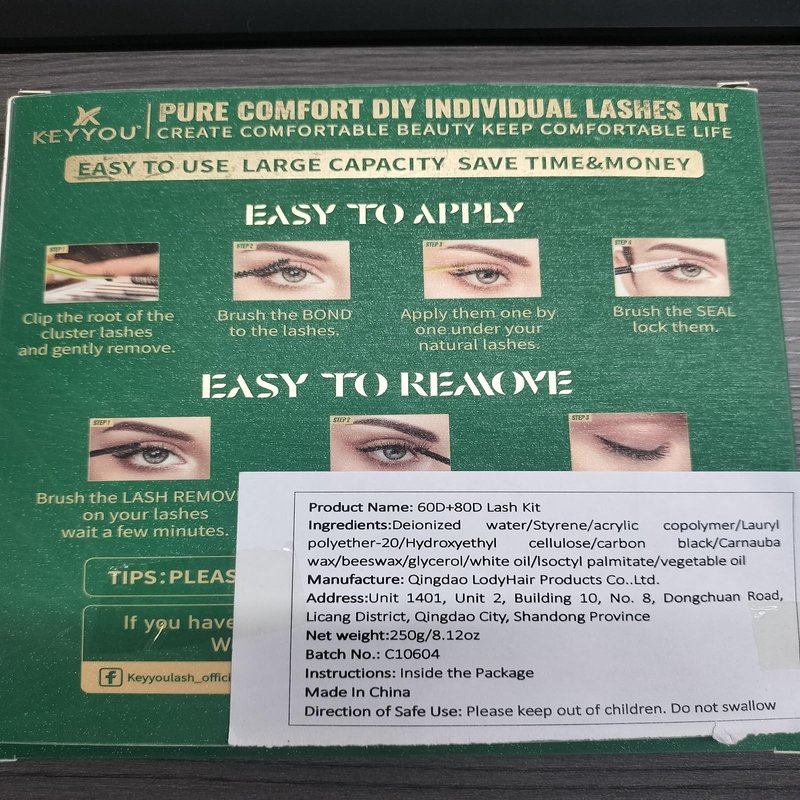 KEYYOU
PURE COMFORT DIY INDIVIDUAL LASHES KIT
CREATE COMFORTABLE BEAUTY KEEP COMFORTABLE LIFE
EASY TO USE LARGE CAPACITY SAVE TIME&MONEY
EASY TO APPLY
STEP 1
STEP 2
STEP 3
STEP 4
Clip the root of the
cluster lashes
and gently remove.
Brush the BOND
to the lashes.
Apply them one by
one under your
natural lashes.
Brush the SEAL
lock them.
EASY TO REMOVE
STEP 1
STEP 2
STEP 3
Brush the LASH REMOV
on your lashes
wait a few minutes.
TIPS:PLEAS
If you have
W
Keyyoulash_offici
Product Name: 60D+80D Lash Kit
Ingredients:Deionized water/Styrene/acrylic copolymer/Lauryl
polyether-20/Hydroxyethyl cellulose/carbon black/Carnauba
wax/beeswax/glycerol/white oil/Isoctyl palmitate/vegetable oil
Manufacture: Qingdao LodyHair Products Co..Ltd.
Address:Unit 1401, Unit 2, Building 10, No. 8, Dongchuan Road,
Licang District, Qingdao City, Shandong Province
Net weight:250g/8.12oz
Batch No.: C10604
Instructions: Inside the Package
Made In China
Direction of Safe Use: Please keep out of children. Do not swallow